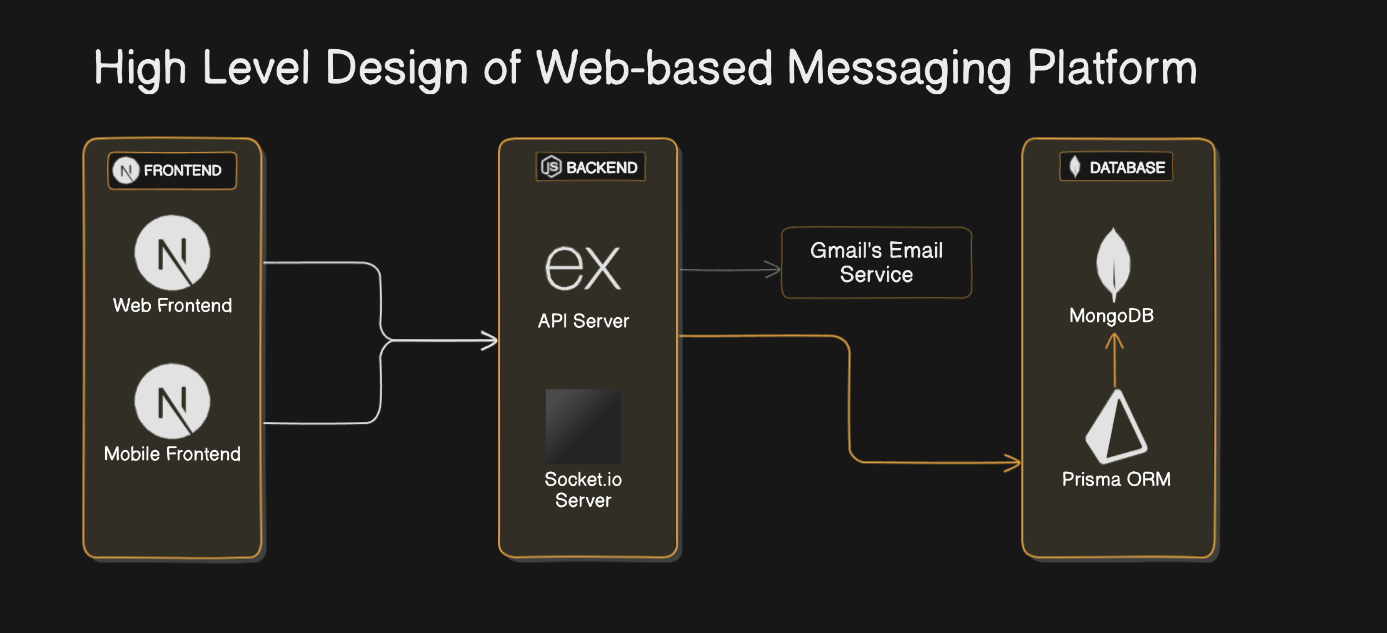 High Level Design of Web-based Messaging Platform
N FRONTEND
N
Web Frontend
N
Mobile Frontend
JS BACKEND
ex
API Server
Socket.io
Server
Gmail's Email
Service
DATABASE
MongoDB
Prisma ORM